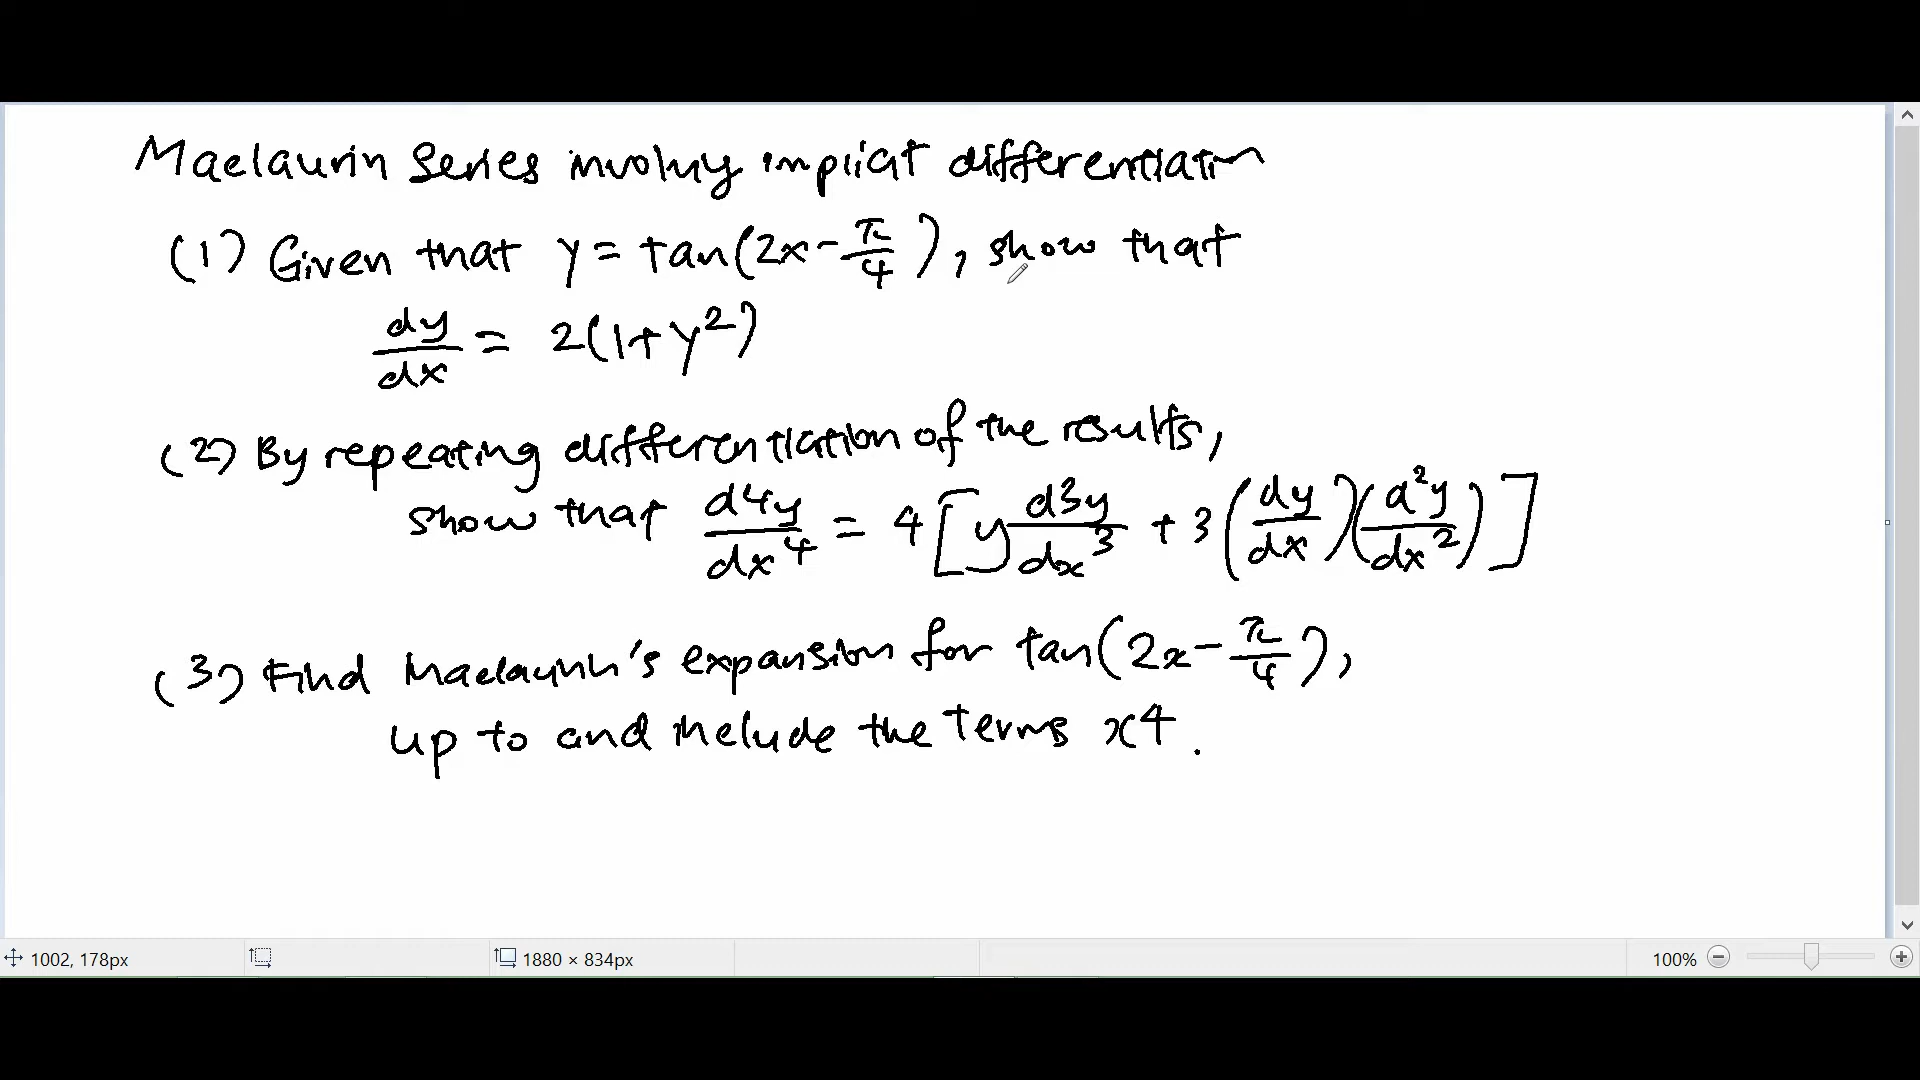 Maclaurin Series involving implicit differentiation
(1) Given that y = tan(2x - π/4), show that
dy/dx = 2(1+y²)
(2) By repeating differentiation of the results,
show that d4y/dx⁴ = 4[y d3y/dx³ + 3(dy/dx)(d²y/dx²)]
(3) Find Maclaurin's expansion for tan(2x - π/4),
up to and include the terms x4.
1002, 178px
1880 × 834px
100%